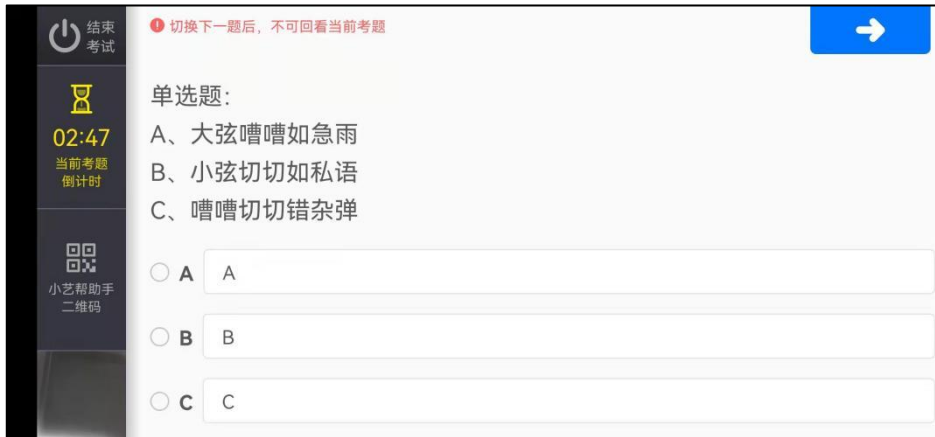 结束
考试
切换下一题后，不可回看当前考题
02:47
当前考题
倒计时
小艺帮助手
二维码
单选题：
A、大弦嘈嘈如急雨
B、小弦切切如私语
C、嘈嘈切切错杂弹
A A
B B
C C